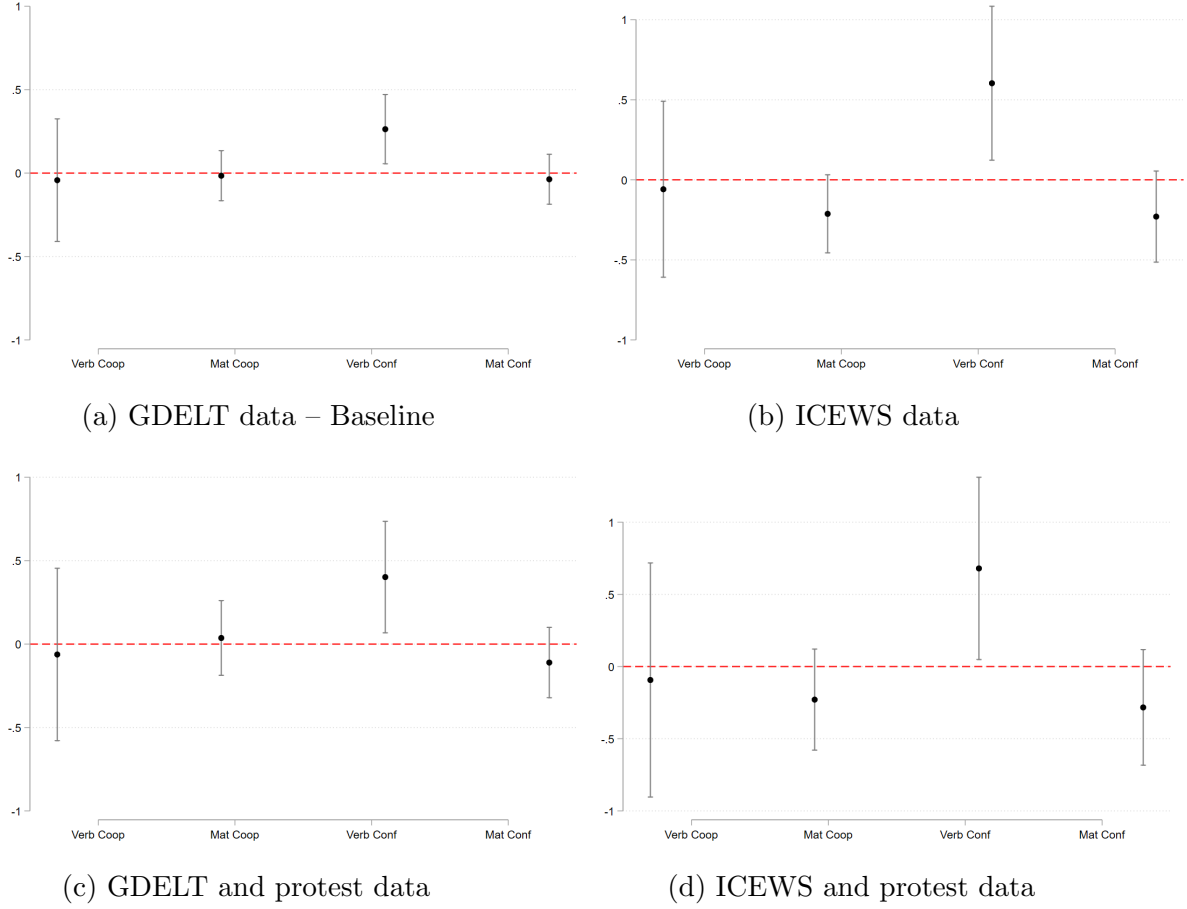 1
.5
0
-.5
-1
Verb Coop Mat Coop Verb Conf Mat Conf
(a) GDELT data – Baseline
1
.5
0
-.5
-1
Verb Coop Mat Coop Verb Conf Mat Conf
(b) ICEWS data
1
.5
0
-.5
-1
Verb Coop Mat Coop Verb Conf Mat Conf
(c) GDELT and protest data
1
.5
0
-.5
-1
Verb Coop Mat Coop Verb Conf Mat Conf
(d) ICEWS and protest data